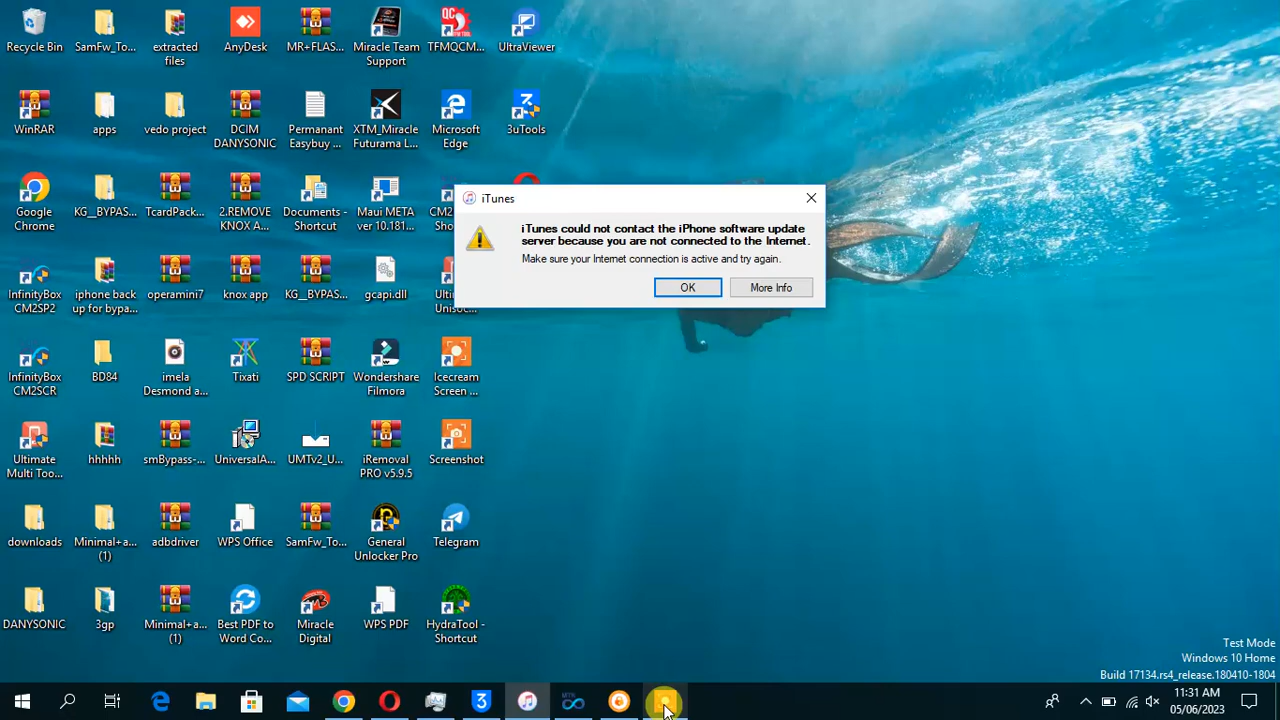 Recycle Bin
SamFw_To...
extracted
files
AnyDesk
MR+FLAS...
Miracle Team
Support
TFMQCM...
UltraViewer
WinRAR
apps
vedo project
DCIM
DANYSONIC
Permanant
Easybuy ...
XTM_Miracle
Futurama L...
Microsoft
Edge
3uTools
Google
Chrome
KG__BYPAS...
TcardPack...
2.REMOVE
KNOX A...
Documents -
Shortcut
Maui META
ver 10.181...
iTunes
iTunes could not contact the iPhone software update
server because you are not connected to the Internet.
Make sure your Internet connection is active and try again.
OK
More Info
InfinityBox
CM2SP2
iphone back
up for bypa...
operamini7
knox app
KG__BYPAS...
gcapi.dll
InfinityBox
CM2SCR
BD84
imela
Desmond a...
Tixati
SPD SCRIPT
Wondershare
Filmora
Icecream
Screen ...
Ultimate
Multi Too...
hhhhh
smBypass-...
UniversalA...
UMTv2_U...
iRemoval
PRO v5.9.5
Screenshot
downloads
Minimal+a...
(1)
adbdriver
WPS Office
SamFw_To...
General
Unlocker Pro
Telegram
DANYSONIC
3gp
Minimal+a...
(1)
Best PDF to
Word Co...
Miracle
Digital
WPS PDF
HydraTool -
Shortcut
Test Mode
Windows 10 Home
Build 17134.rs4_release.180410-1804
11:31 AM
05/06/2023